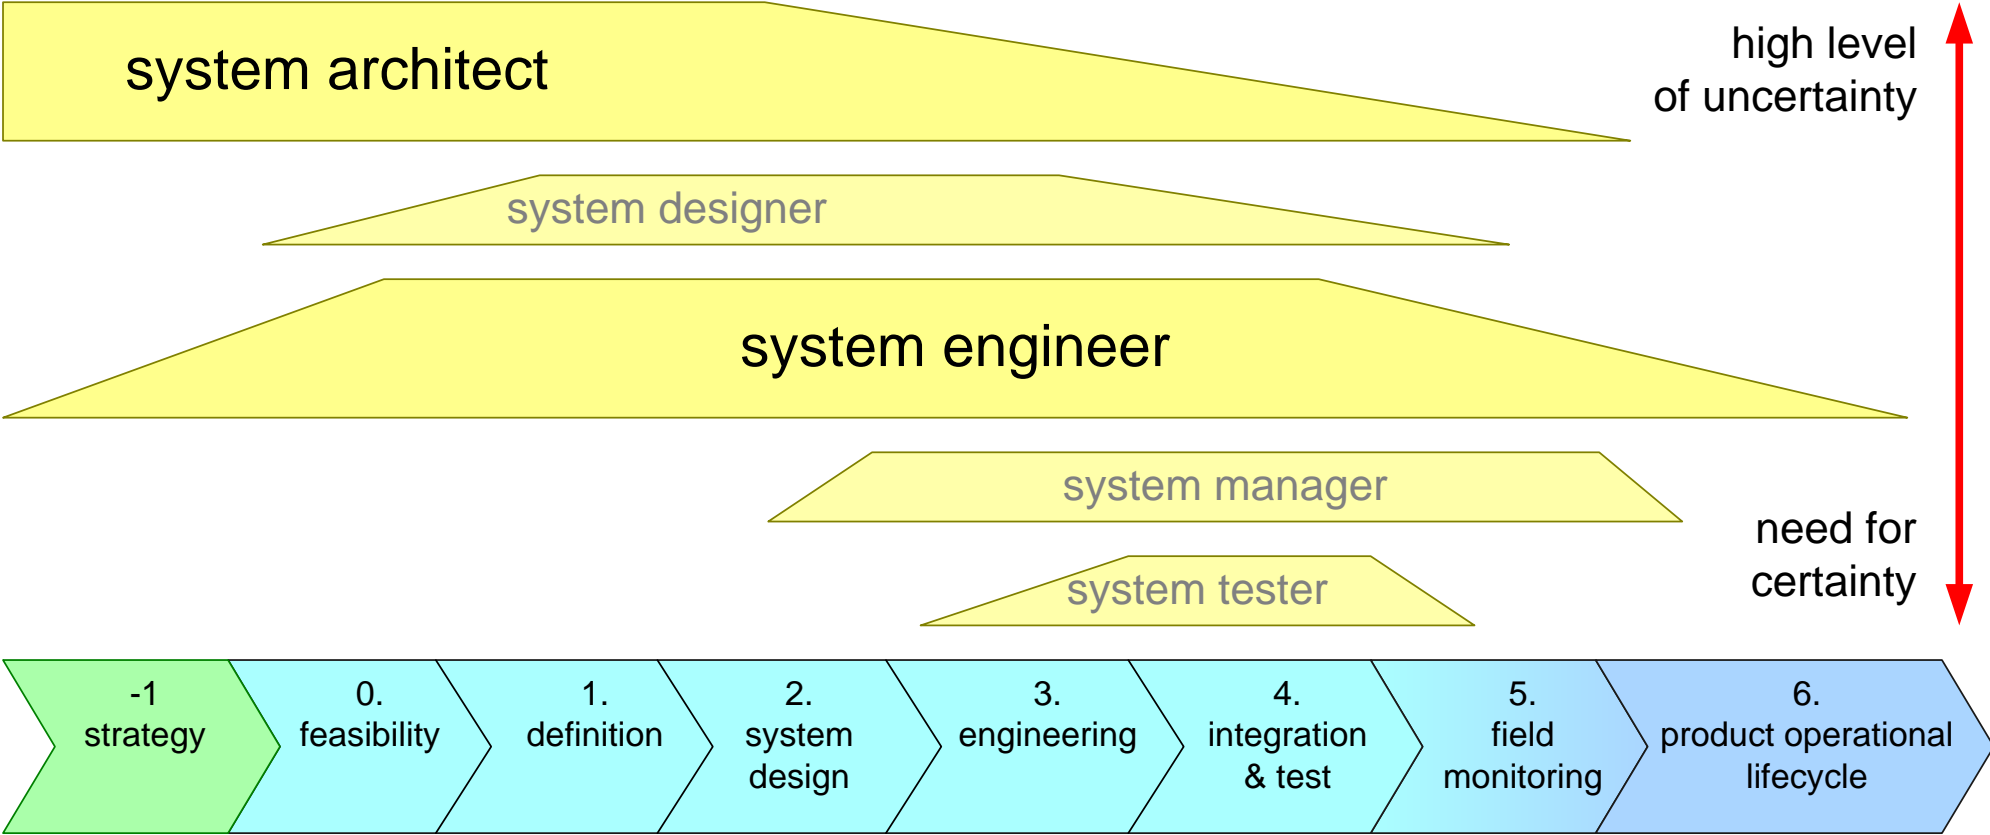 system architect
high level
of uncertainty
system designer
system engineer
system manager
need for
certainty
system tester
-1
strategy
0.
feasibility
1.
definition
2.
system
design
3.
engineering
4.
integration
& test
5.
field
monitoring
6.
product operational
lifecycle